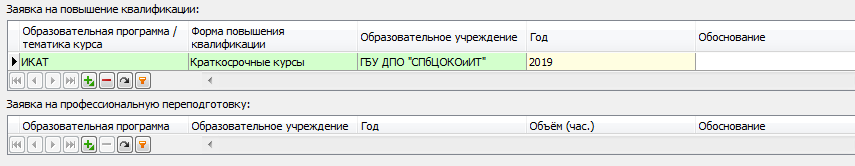 Заявка на повышение квалификации:
Образовательная программа / тематика курса Форма повышения квалификации Образовательное учреждение Год Обоснование
ИКАТ Краткосрочные курсы ГБУ ДПО "СПбЦОКОиИТ" 2019
Заявка на профессиональную переподготовку:
Образовательная программа Образовательное учреждение Год Объём (час.) Обоснование